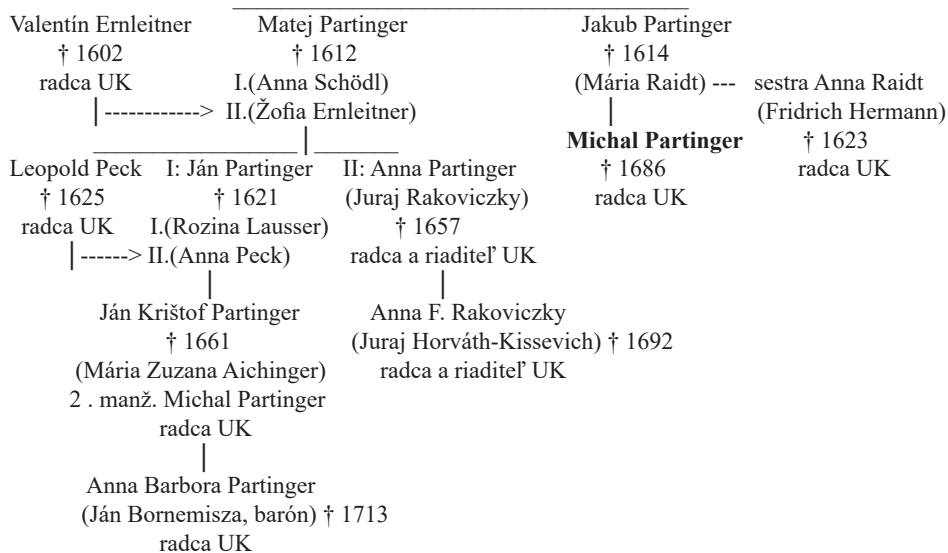 Valentín Ernleitner Matej Partinger Jakub Partinger
† 1602 † 1612 † 1614
radca UK I.(Anna Schödl) (Mária Raidt) --- sestra Anna Raidt
------------> II.(Žofia Ernleitner) (Fridrich Hermann)
Michal Partinger † 1623
Leopold Peck I: Ján Partinger II: Anna Partinger † 1686 radca UK
† 1625 † 1621 (Juraj Rakoviczky) radca UK
radca UK I.(Rozina Lausser) † 1657
------> II.(Anna Peck) radca a riaditeľ UK
Ján Krištof Partinger Anna F. Rakoviczky
† 1661 (Juraj Horváth-Kissevich) † 1692
(Mária Zuzana Aichinger) radca a riaditeľ UK
2 . manž. Michal Partinger
radca UK
Anna Barbora Partinger
(Ján Bornemisza, barón) † 1713
radca UK